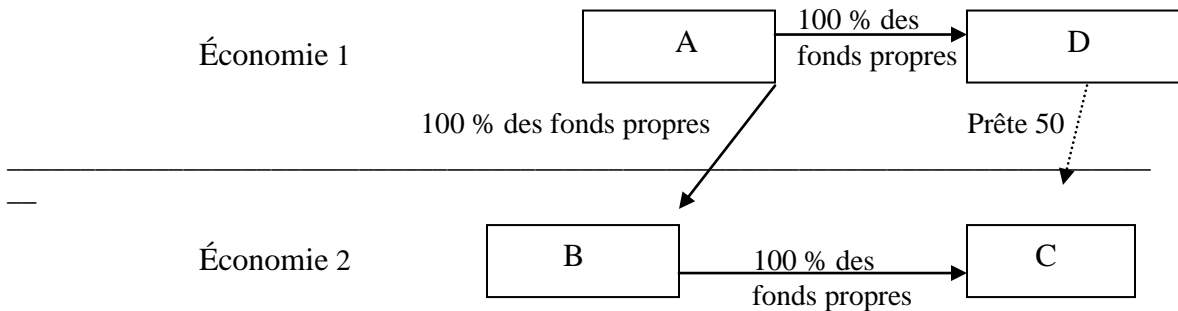 100 % des
Économie 1
A
fonds propres
D
100 % des fonds propres
Prête 50
Économie 2
B
100 % des
fonds propres
C